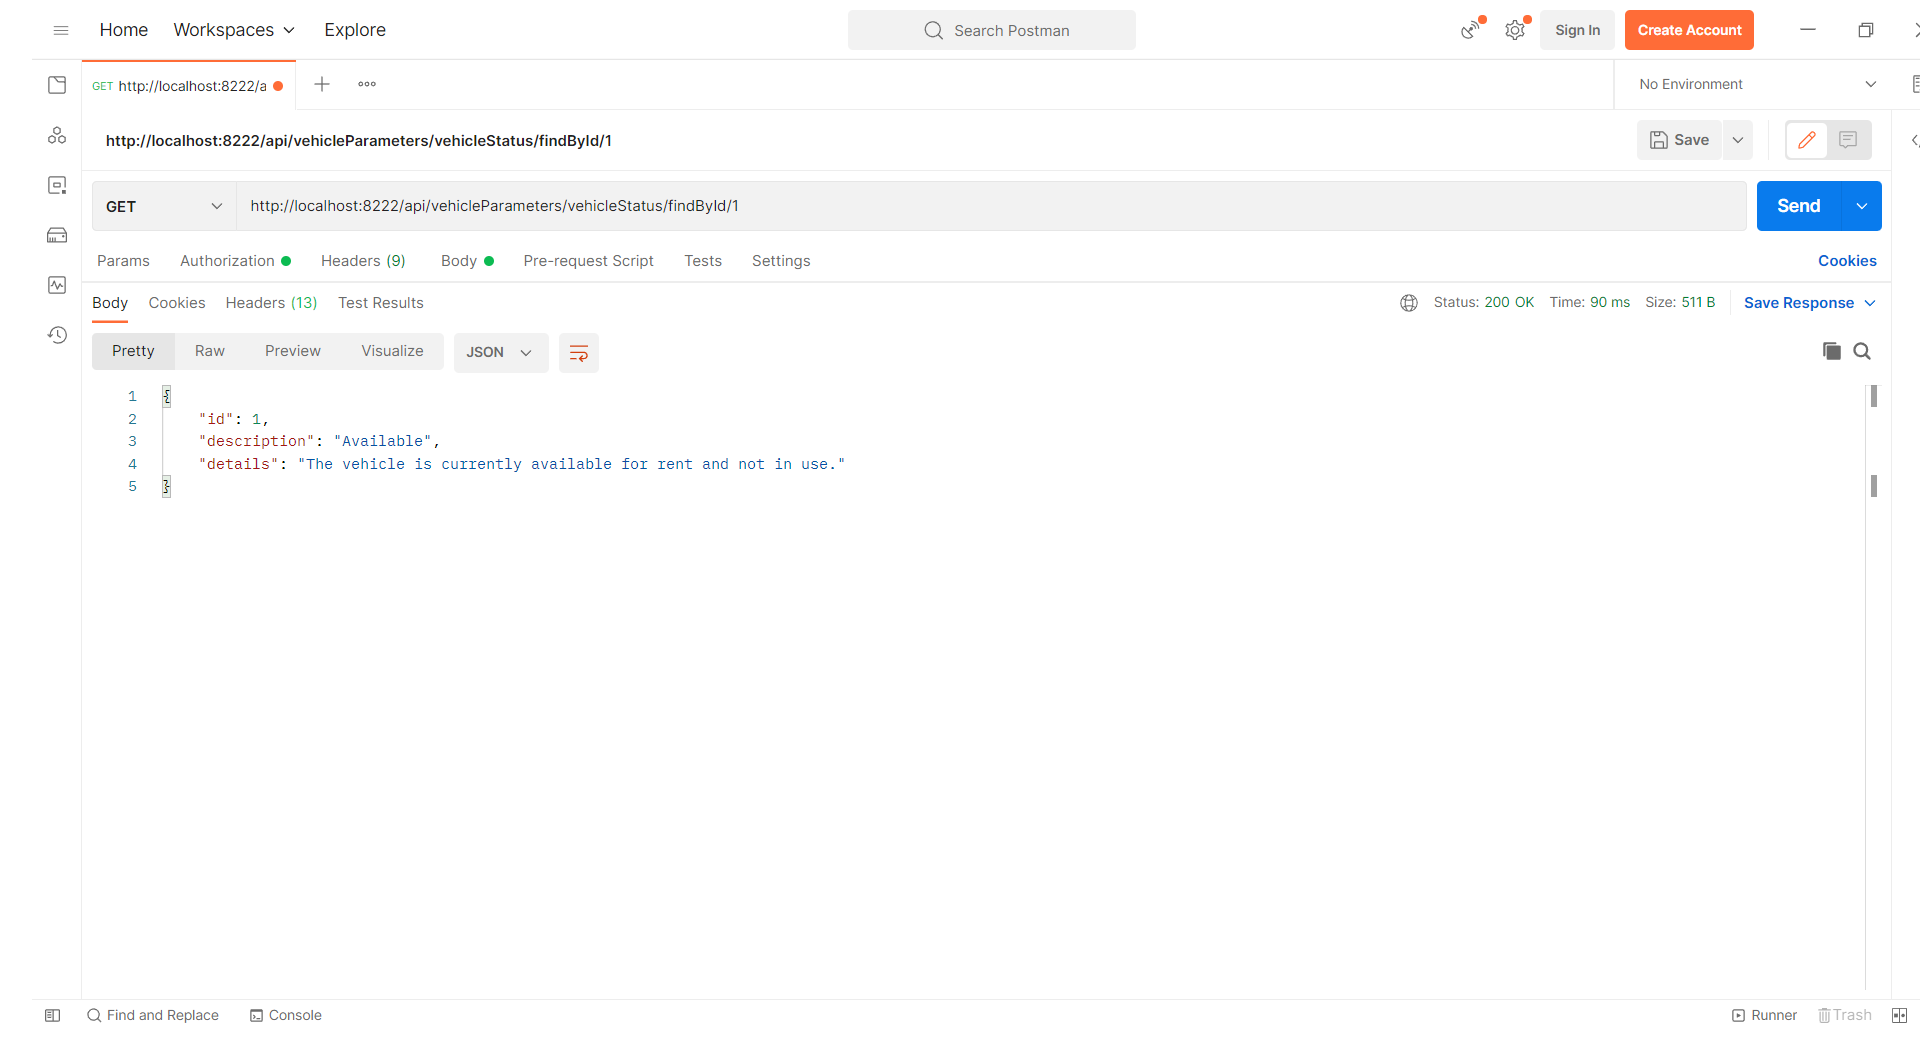 Home Workspaces Explore Search Postman Sign In Create Account
GET http://localhost:8222/a No Environment
http://localhost:8222/api/vehicleParameters/vehicleStatus/findById/1 Save
GET http://localhost:8222/api/vehicleParameters/vehicleStatus/findById/1 Send
Params Authorization Headers (9) Body Pre-request Script Tests Settings Cookies
Body Cookies Headers (13) Test Results Status: 200 OK Time: 90 ms Size: 511 B Save Response
Pretty Raw Preview Visualize JSON
1 {
2 "id": 1,
3 "description": "Available",
4 "details": "The vehicle is currently available for rent and not in use."
5 }
Find and Replace Console Runner Trash